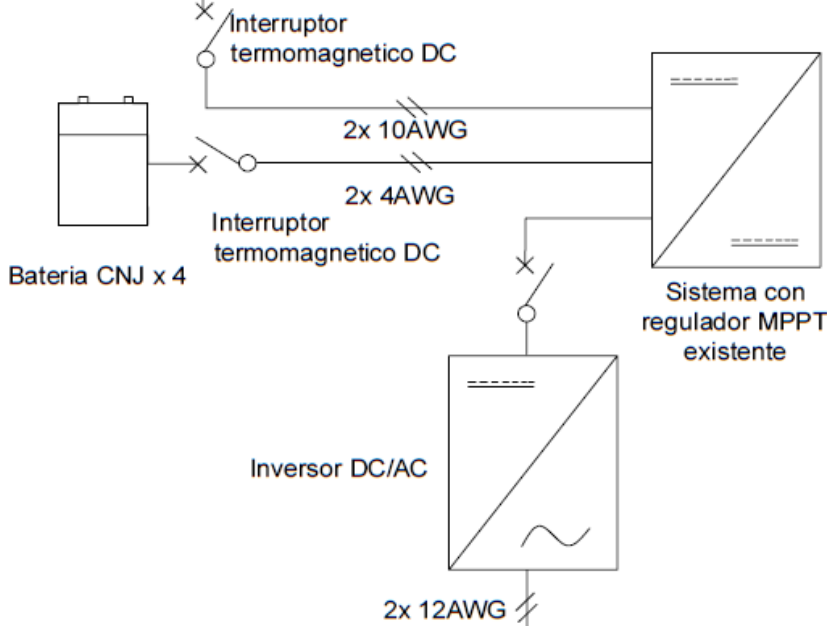 Interruptor
termomagnetico DC
2x 10AWG
2x 4AWG
Interruptor
termomagnetico DC
Bateria CNJ x 4
Sistema con
regulador MPPT
existente
Inversor DC/AC
2x 12AWG